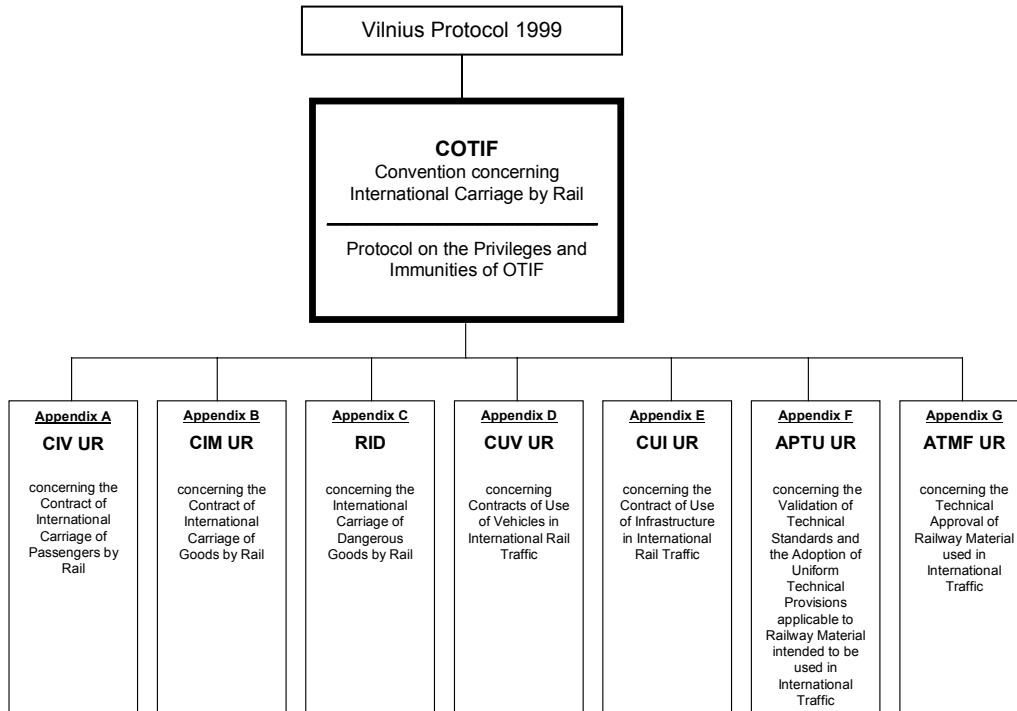 Vilnius Protocol 1999
COTIF
Convention concerning
International Carriage by Rail
Protocol on the Privileges and
Immunities of OTIF
Appendix A
CIV UR
concerning the
Contract of
International
Carriage of
Passengers by
Rail
Appendix B
CIM UR
concerning the
Contract of
International
Carriage of
Goods by Rail
Appendix C
RID
concerning the
International
Carriage of
Dangerous
Goods by Rail
Appendix D
CUV UR
concerning
Contracts of Use
of Vehicles in
International Rail
Traffic
Appendix E
CUI UR
concerning the
Contract of Use
of Infrastructure
in International
Rail Traffic
Appendix F
APTU UR
concerning the
Validation of
Technical
Standards and
the Adoption of
Uniform
Technical
Provisions
applicable to
Railway Material
intended to be
used in
International
Traffic
Appendix G
ATMF UR
concerning the
Technical
Approval of
Railway Material
used in
International
Traffic